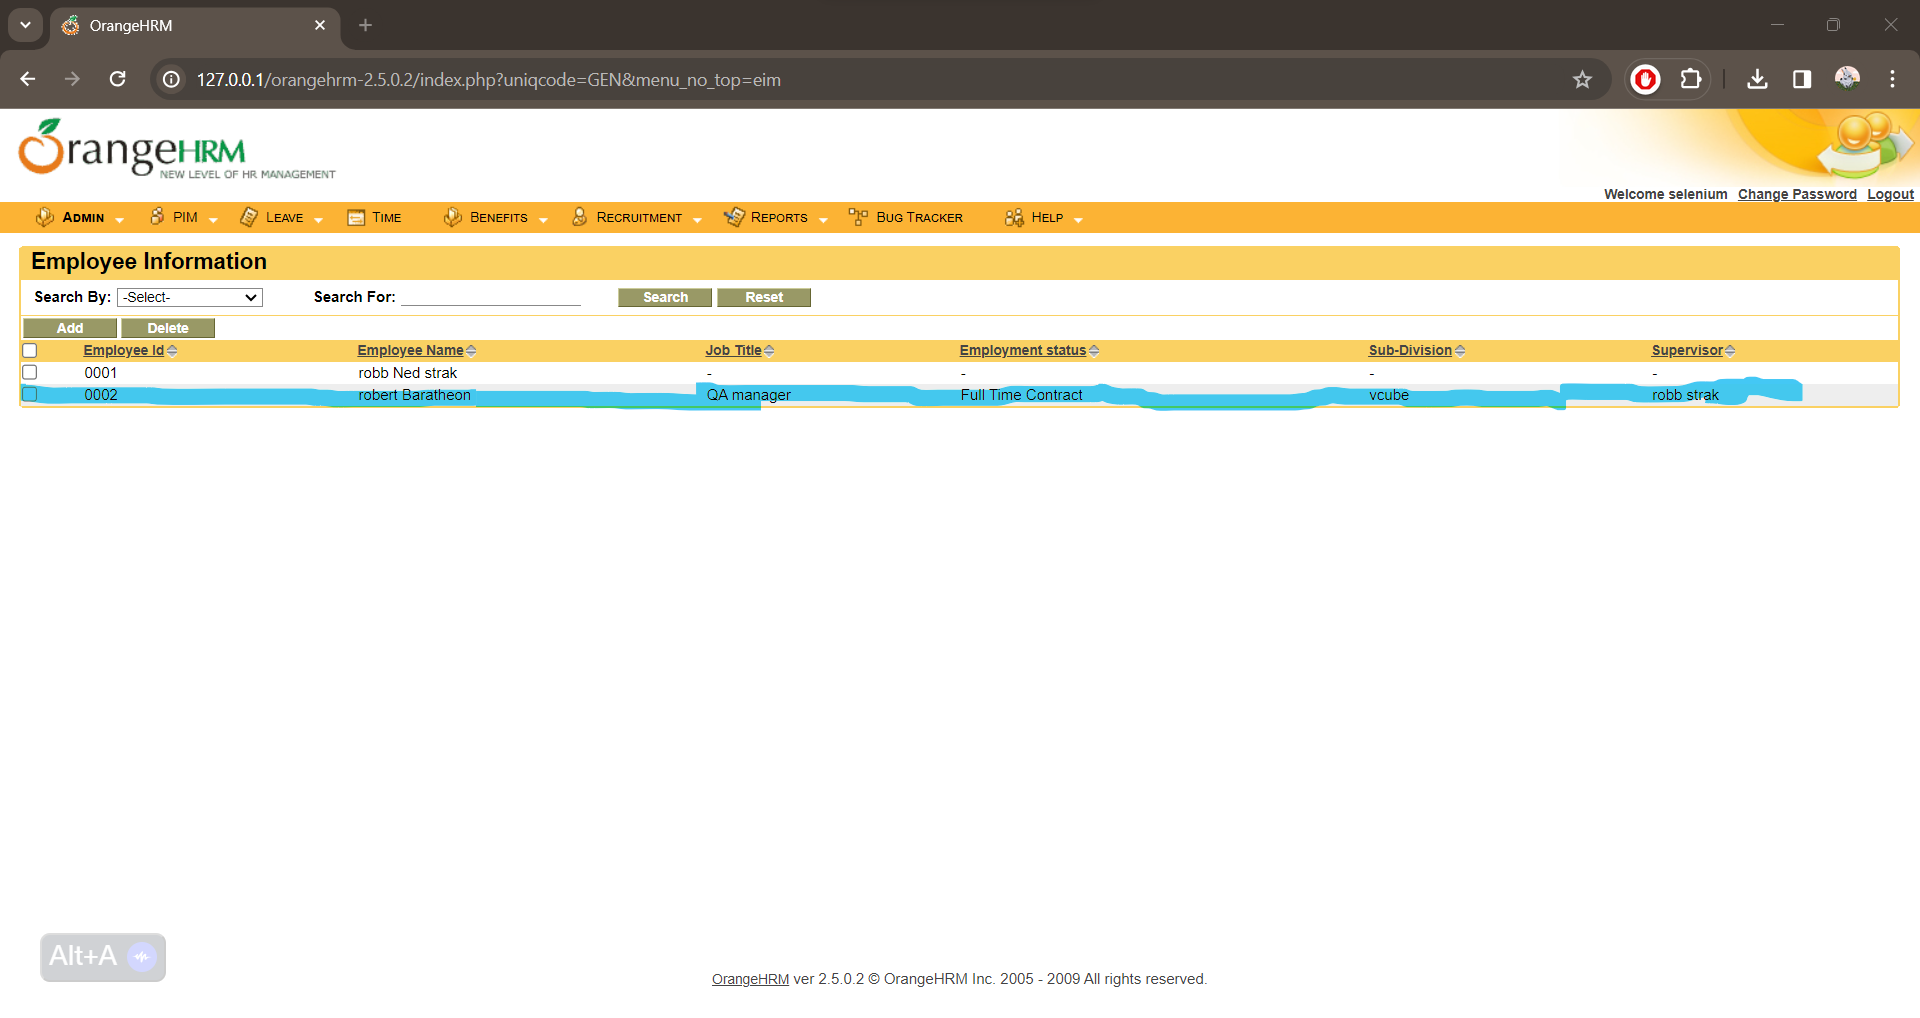 OrangeHRM
127.0.0.1/orangehrm-2.5.0.2/index.php?uniqcode=GEN&menu_no_top=eim
OrangeHRM
NEW LEVEL OF HR MANAGEMENT
Welcome selenium Change Password Logout
ADMIN PIM LEAVE TIME BENEFITS RECRUITMENT REPORTS BUG TRACKER HELP
Employee Information
Search By: -Select- Search For: Search Reset
Add Delete
Employee Id Employee Name Job Title Employment status Sub-Division Supervisor
0001 robb Ned strak - - - -
0002 robert Baratheon QA manager Full Time Contract vcube robb strak
Alt+A
OrangeHRM ver 2.5.0.2 © OrangeHRM Inc. 2005 - 2009 All rights reserved.